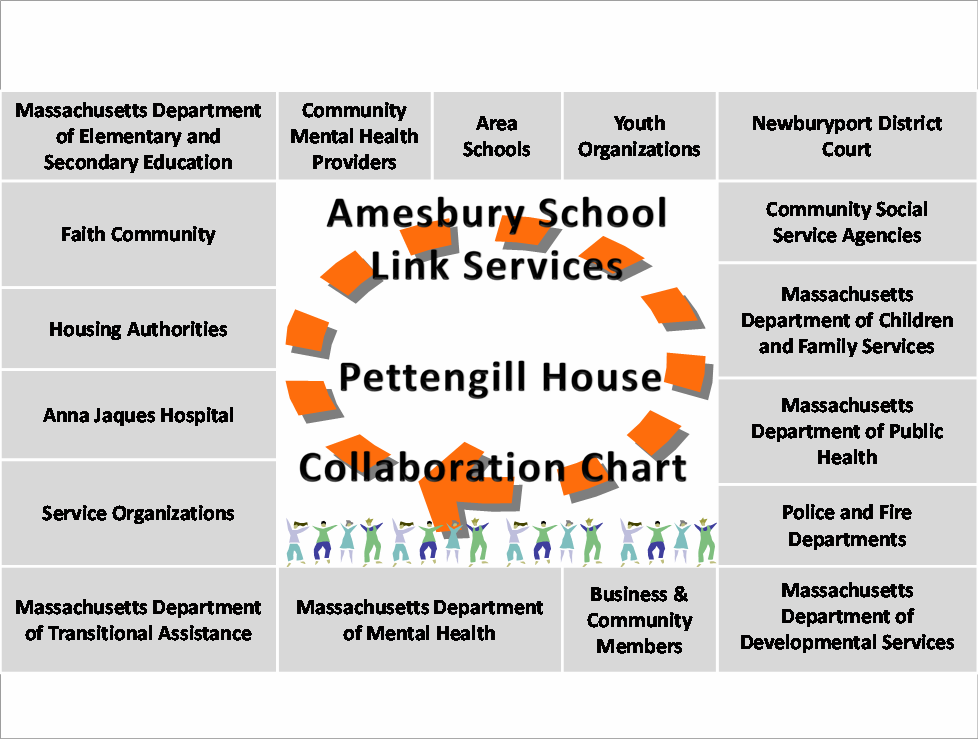 Massachusetts Department
of Elementary and
Secondary Education
Community
Mental Health
Providers
Area
Schools
Youth
Organizations
Newburyport District
Court
Faith Community
Housing Authorities
Anna Jaques Hospital
Service Organizations
Amesbury School
Link Services
Pettengill House
Collaboration Chart
Community Social
Service Agencies
Massachusetts
Department of Children
and Family Services
Massachusetts
Department of Public
Health
Police and Fire
Departments
Massachusetts Department
of Transitional Assistance
Massachusetts Department
of Mental Health
Business &
Community
Members
Massachusetts
Department of
Developmental Services